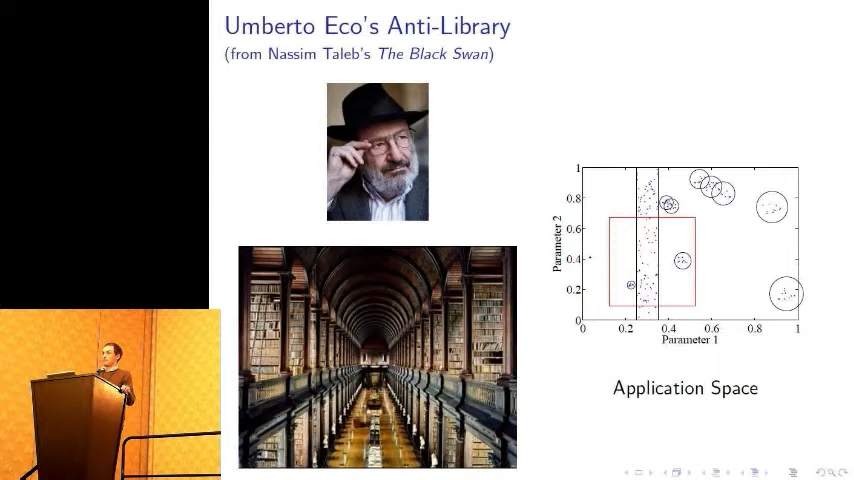 Umberto Eco's Anti-Library
(from Nassim Taleb's The Black Swan)
1
0.8
0.6
0.4
0.2
0
Parameter 2
0
0.2
0.4
0.6
0.8
1
Parameter 1
Application Space